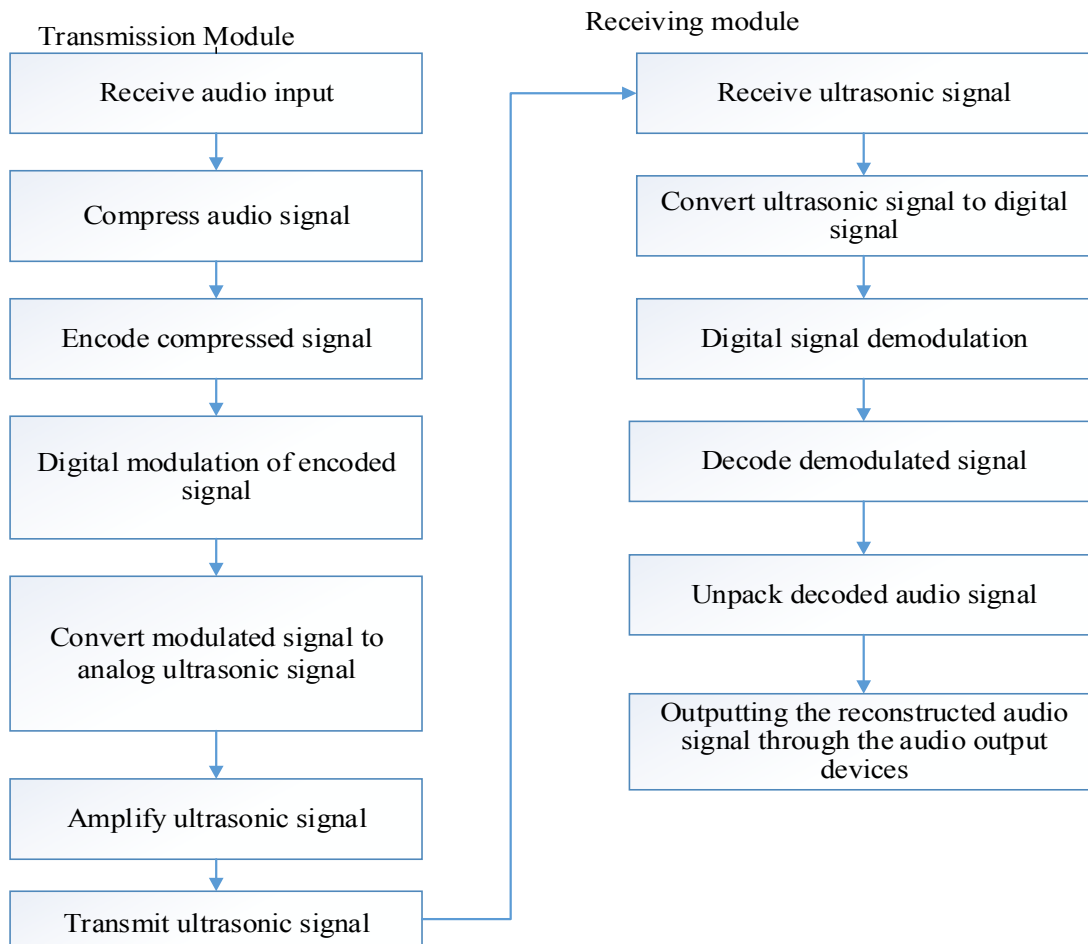 Transmission Module
Receive audio input
Compress audio signal
Encode compressed signal
Digital modulation of encoded
signal
Convert modulated signal to
analog ultrasonic signal
Amplify ultrasonic signal
Transmit ultrasonic signal
Receiving module
Receive ultrasonic signal
Convert ultrasonic signal to digital
signal
Digital signal demodulation
Decode demodulated signal
Unpack decoded audio signal
Outputting the reconstructed audio
signal through the audio output
devices